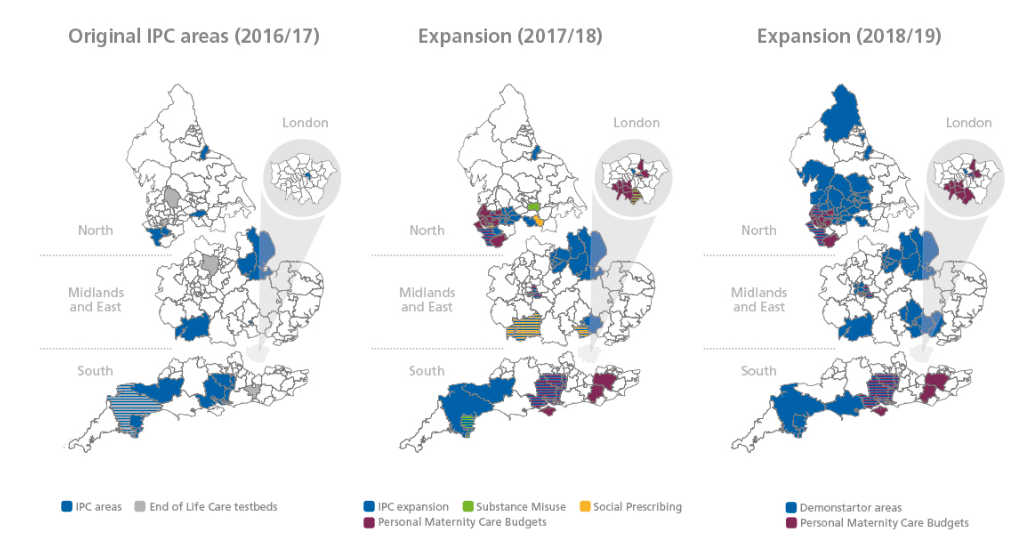 Original IPC areas (2016/17)
London
North
Midlands
and East
South
IPC areas
End of Life Care testbeds
Expansion (2017/18)
London
North
Midlands
and East
South
IPC expansion
Substance Misuse
Social Prescribing
Personal Maternity Care Budgets
Expansion (2018/19)
London
North
Midlands
and East
South
Demonstartor areas
Personal Maternity Care Budgets